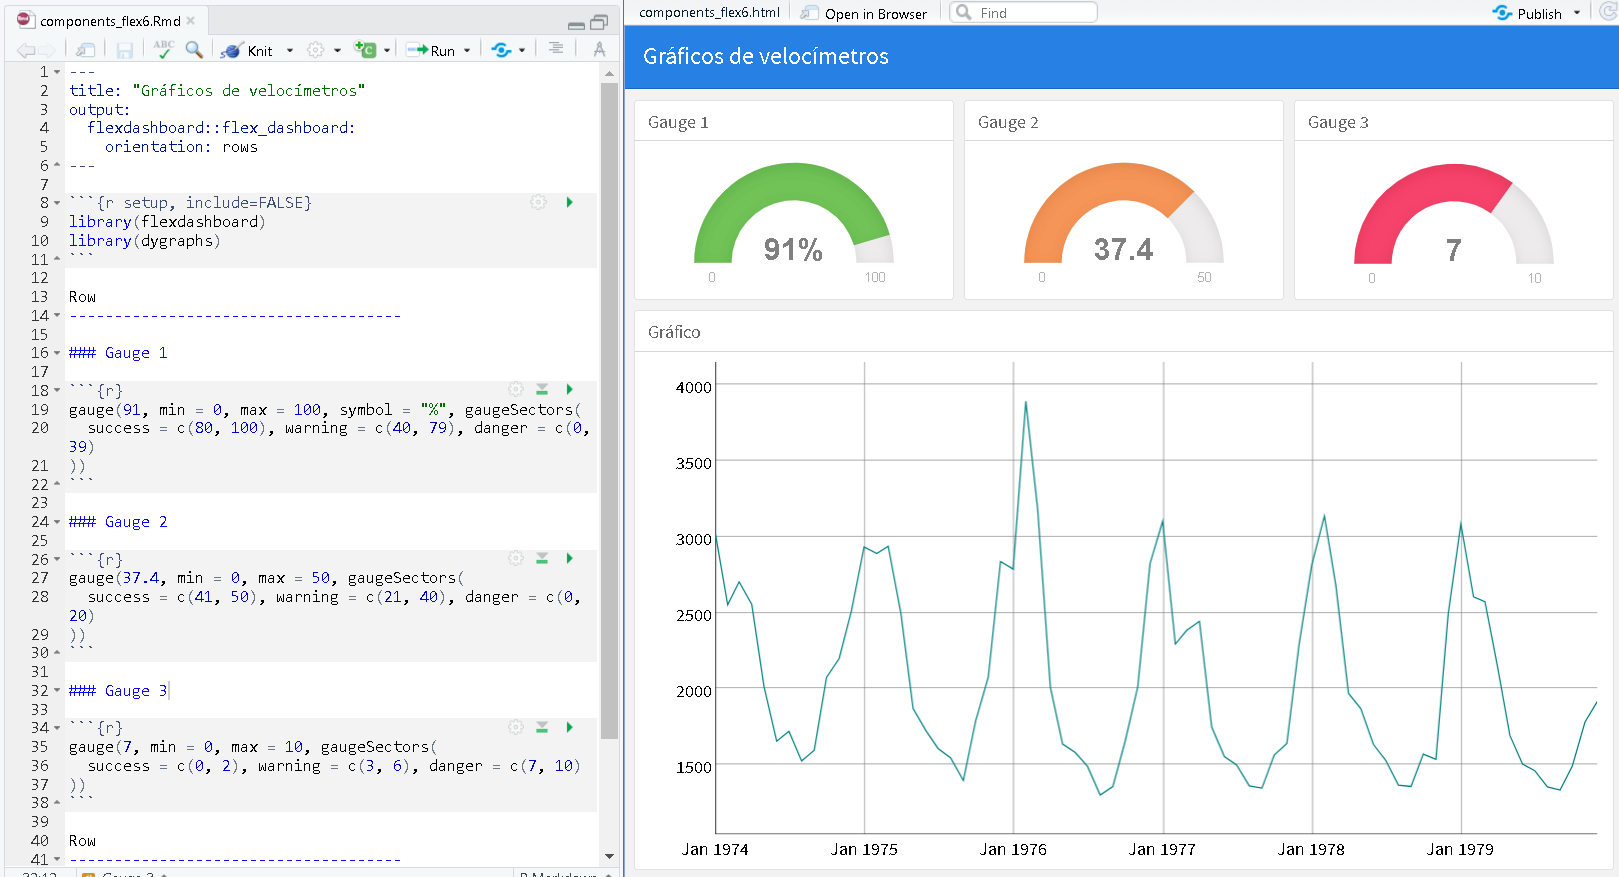 components_flex6.Rmd
ABC
Knit
Run
1 ---
2 title: "Gráficos de velocímetros"
3 output:
4   flexdashboard::flex_dashboard:
5     orientation: rows
6 ---
7
8 ```{r setup, include=FALSE}
9 library(flexdashboard)
10 library(dygraphs)
11 ```
12
13 Row
14 -------------------------------------
15
16 ### Gauge 1
17
18 ```{r}
19 gauge(91, min = 0, max = 100, symbol = "%", gaugeSectors(
20   success = c(80, 100), warning = c(40, 79), danger = c(0,
39)
21 ))
22 ```
23
24 ### Gauge 2
25
26 ```{r}
27 gauge(37.4, min = 0, max = 50, gaugeSectors(
28   success = c(41, 50), warning = c(21, 40), danger = c(0,
20)
29 ))
30 ```
31
32 ### Gauge 3
33
34 ```{r}
35 gauge(7, min = 0, max = 10, gaugeSectors(
36   success = c(0, 2), warning = c(3, 6), danger = c(7, 10)
37 ))
38 ```
39
40 Row
41 -------------------------------------
Gauge 3
R Markdown
components_flex6.html
Open in Browser
Find
Publish
Gráficos de velocímetros
Gauge 1
91%
0 100
Gauge 2
37.4
0 50
Gauge 3
7
0 10
Gráfico
4000
3500
3000
2500
2000
1500
Jan 1974 Jan 1975 Jan 1976 Jan 1977 Jan 1978 Jan 1979